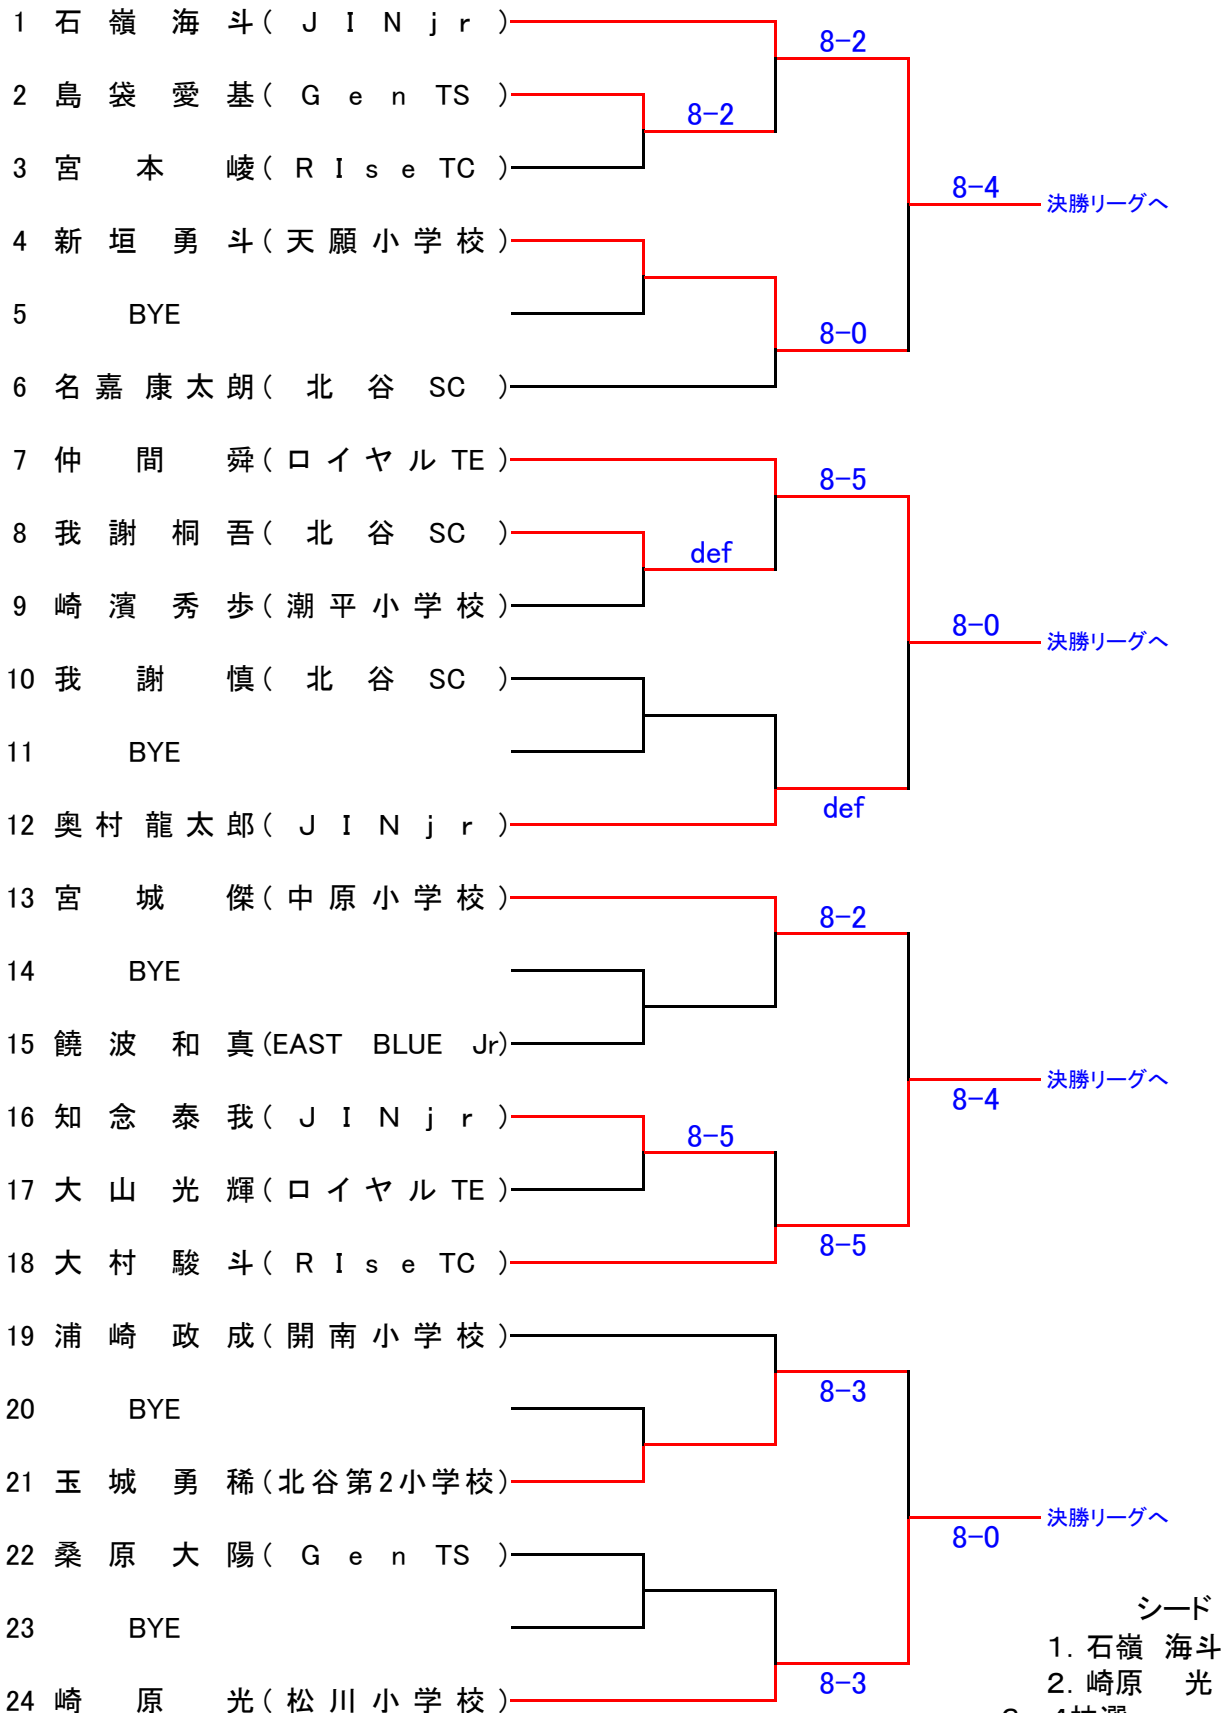 1 石嶺海斗(JINjr)
8-2
2 島袋愛基(GenTS)
8-2
3 宮本崚(RIseTC)
8-4 決勝リーグへ
4 新垣勇斗(天願小学校)
5 BYE
8-0
6 名嘉康太朗(北谷SC)
7 仲間舜(ロイヤルTE)
8-5
8 我謝桐吾(北谷SC)
def
9 崎濱秀歩(潮平小学校)
8-0 決勝リーグへ
10 我謝慎(北谷SC)
11 BYE
def
12 奥村龍太郎(JINjr)
13 宮城傑(中原小学校)
8-2
14 BYE
15 饒波和真(EAST BLUE Jr)
決勝リーグへ
8-4
16 知念泰我(JINjr)
8-5
17 大山光輝(ロイヤルTE)
8-5
18 大村駿斗(RIseTC)
19 浦崎政成(開南小学校)
8-3
20 BYE
21 玉城勇稀(北谷第2小学校)
決勝リーグへ
8-0
22 桑原大陽(GenTS)
23 BYE
8-3
24 崎原光(松川小学校)
シード
1. 石嶺 海斗
2. 崎原 光